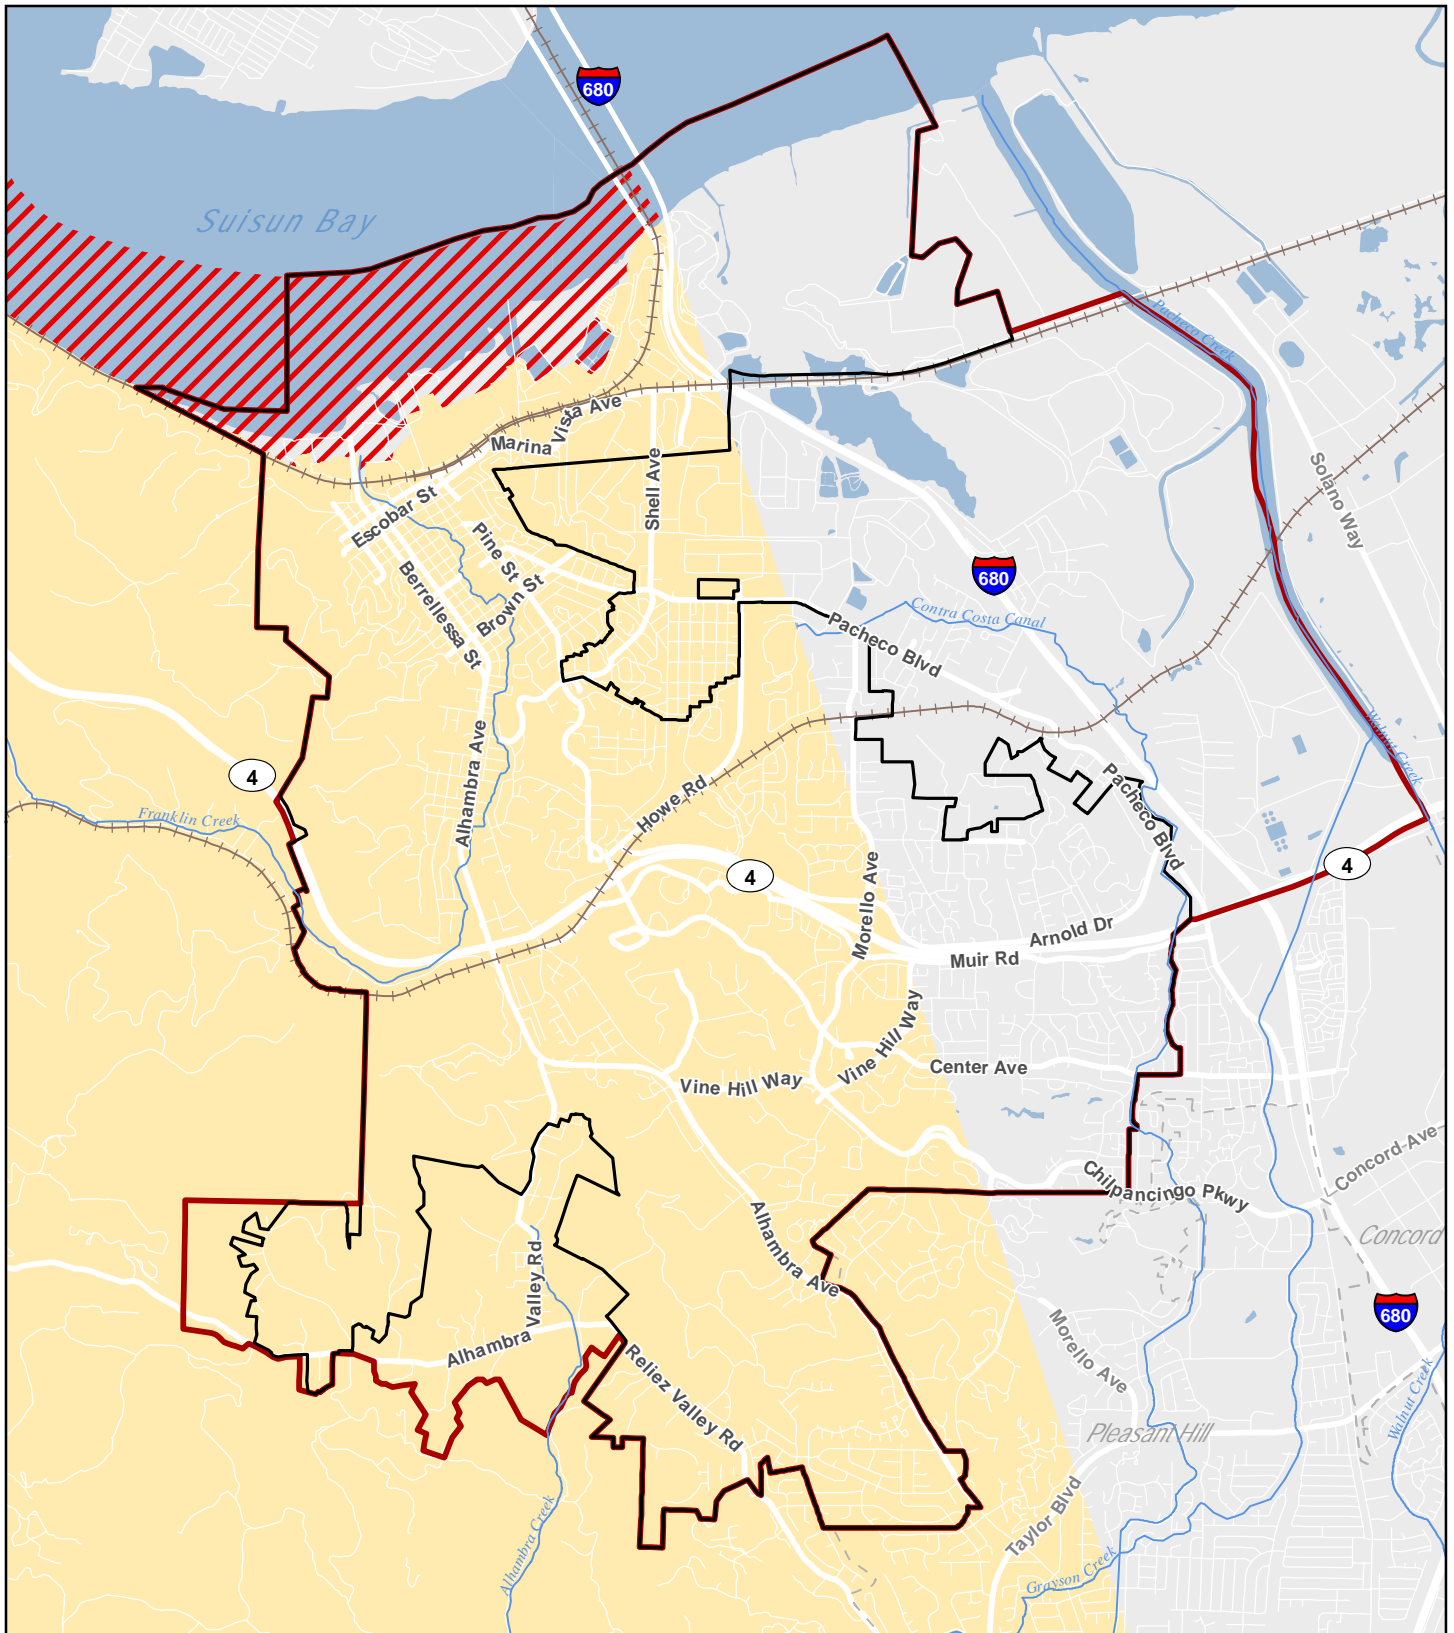 680
Suisun Bay
Pacheco Creek
Marina Vista Ave
Shell Ave
Solano Way
Escobar St
Pine St
Berrellessa St
Brown St
680
Contra Costa Canal
Pacheco Blvd
Walnut Creek
Alhambra Ave
4
Franklin Creek
Howe Rd
Pacheco Blvd
4
4
Morello Ave
Arnold Dr
Muir Rd
Vine Hill Way
Center Ave
Vine Hill Way
Concord Ave
Chilpancingo Pkwy
Alhambra Ave
Concord
Alhambra Valley Rd
680
Morello Ave
Reliez Valley Rd
Walnut Creek
Pleasant Hill
Taylor Blvd
Alhambra Creek
Grayson Creek